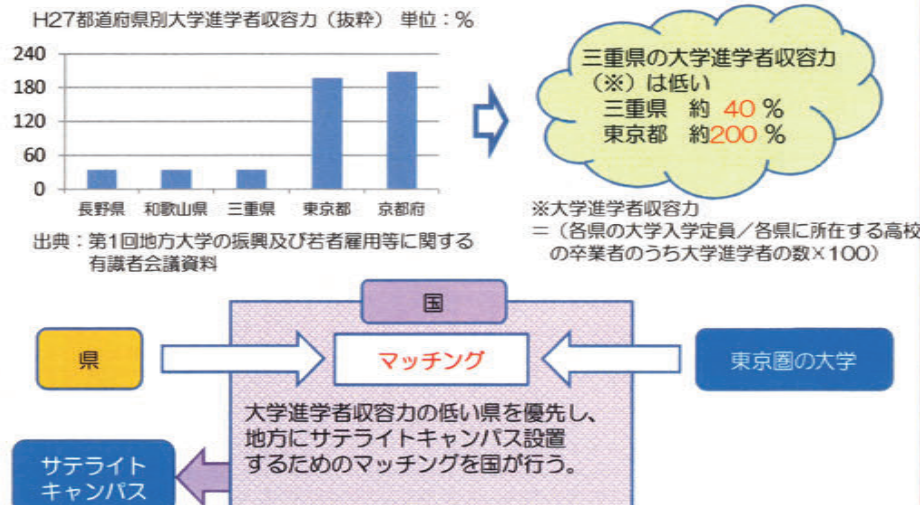 H27都道府県別大学進学者収容力（抜粋） 単位：%
240
180
120
60
0
長野県 和歌山県 三重県 東京都 京都府
出典：第1回地方大学の振興及び若者雇用等に関する
有識者会議資料
三重県の大学進学者収容力
（※）は低い
三重県 約 40 %
東京都 約200 %
※大学進学者収容力
＝（各県の大学入学定員／各県に所在する高校
の卒業者のうち大学進学者の数×100）
国
県
マッチング
東京圏の大学
大学進学者収容力の低い県を優先し、
地方にサテライトキャンパス設置
するためのマッチングを国が行う。
サテライト
キャンパス